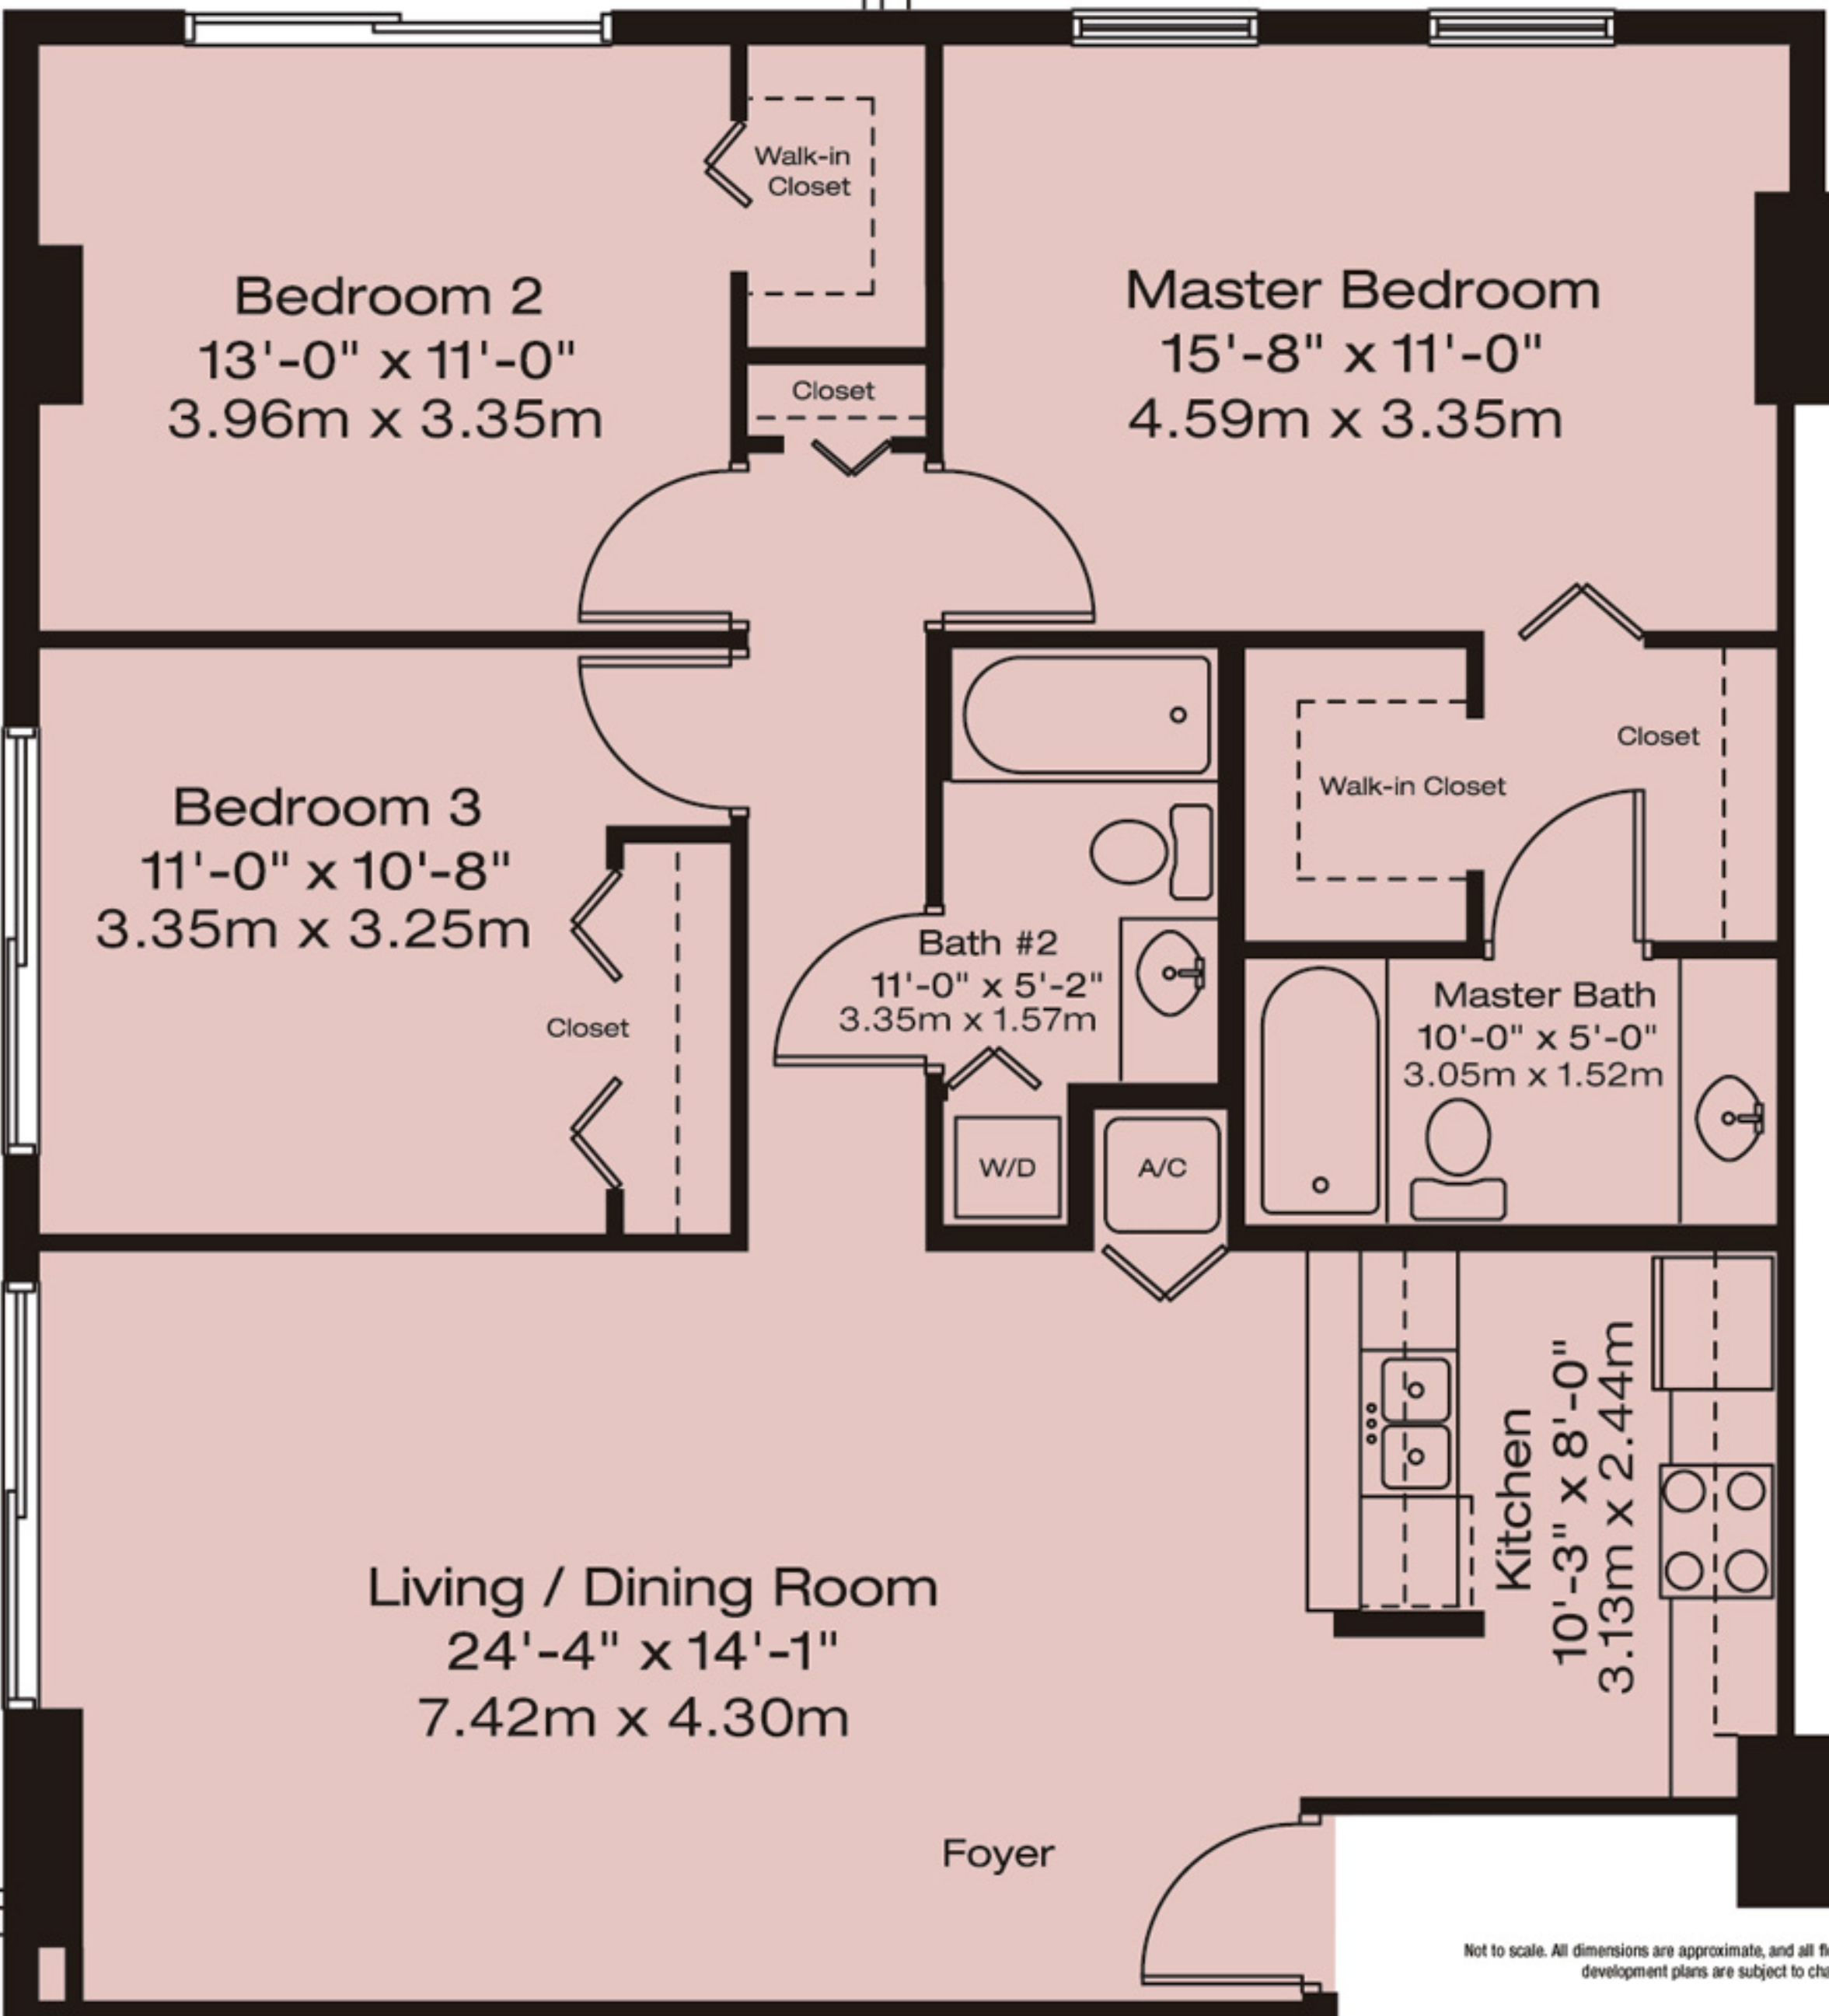 Walk-in
Closet
Bedroom 2
13'-0" x 11'-0"
3.96m x 3.35m
Closet
Master Bedroom
15'-8" x 11'-0"
4.59m x 3.35m
Bedroom 3
11'-0" x 10'-8"
3.35m x 3.25m
Closet
Bath #2
11'-0" x 5'-2"
3.35m x 1.57m
Walk-in Closet
Closet
Master Bath
10'-0" x 5'-0"
3.05m x 1.52m
W/D
A/C
Kitchen
10'-3" x 8'-0"
3.13m x 2.44m
Living / Dining Room
24'-4" x 14'-1"
7.42m x 4.30m
Foyer
Not to scale. All dimensions are approximate, and all
development plans are subject to